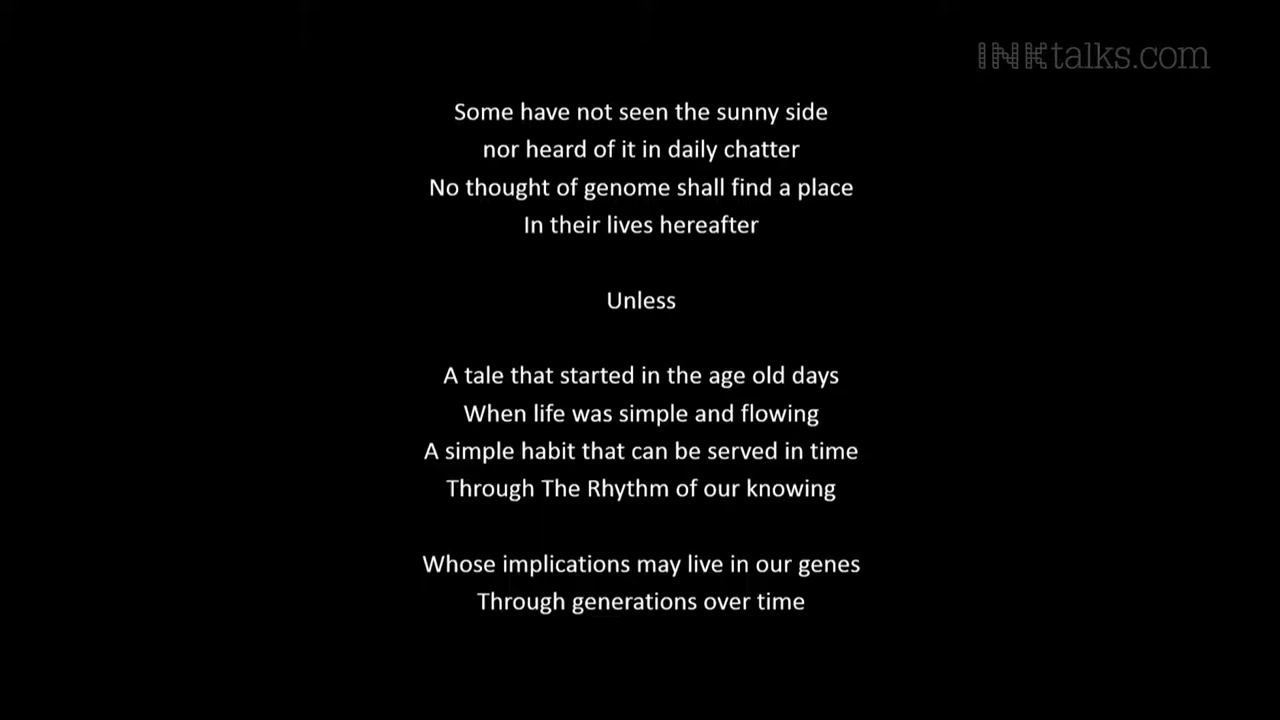 INKtalks.com
Some have not seen the sunny side
nor heard of it in daily chatter
No thought of genome shall find a place
In their lives hereafter
Unless
A tale that started in the age old days
When life was simple and flowing
A simple habit that can be served in time
Through The Rhythm of our knowing
Whose implications may live in our genes
Through generations over time